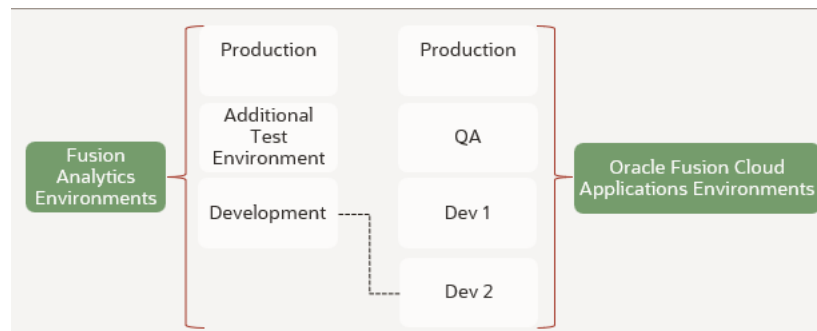 Fusion
Analytics
Environments
Production
Additional
Test
Environment
Development
Production
QA
Dev 1
Dev 2
Oracle Fusion Cloud
Applications Environments